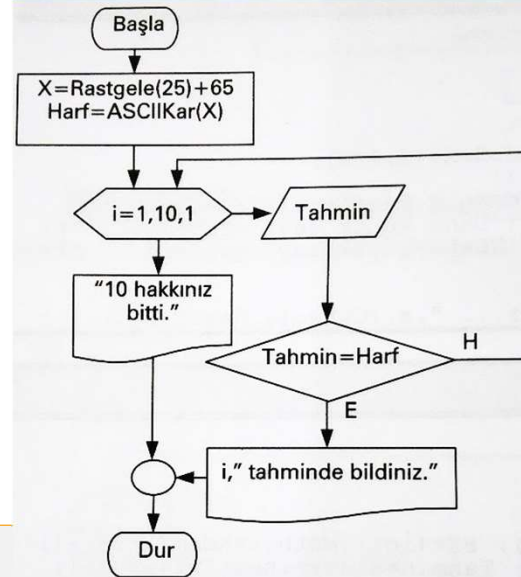 Başla
X=Rastgele(25)+65
Harf=ASCIIKar(X)
i=1,10,1
Tahmin
"10 hakkınız
bitti."
Tahmin=Harf
H
E
i," tahminde bildiniz."
Dur